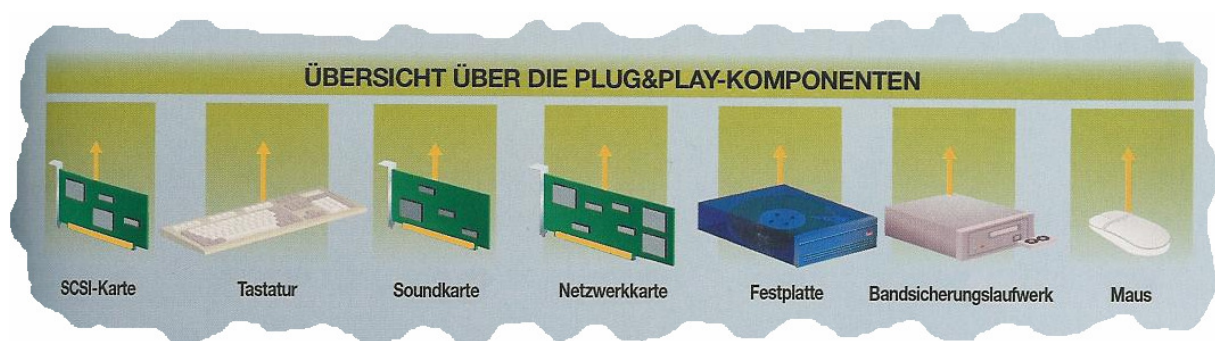 ÜBERSICHT ÜBER DIE PLUG&PLAY-KOMPONENTEN
SCSI-Karte
Tastatur
Soundkarte
Netzwerkkarte
Festplatte
Bandsicherungslaufwerk
Maus